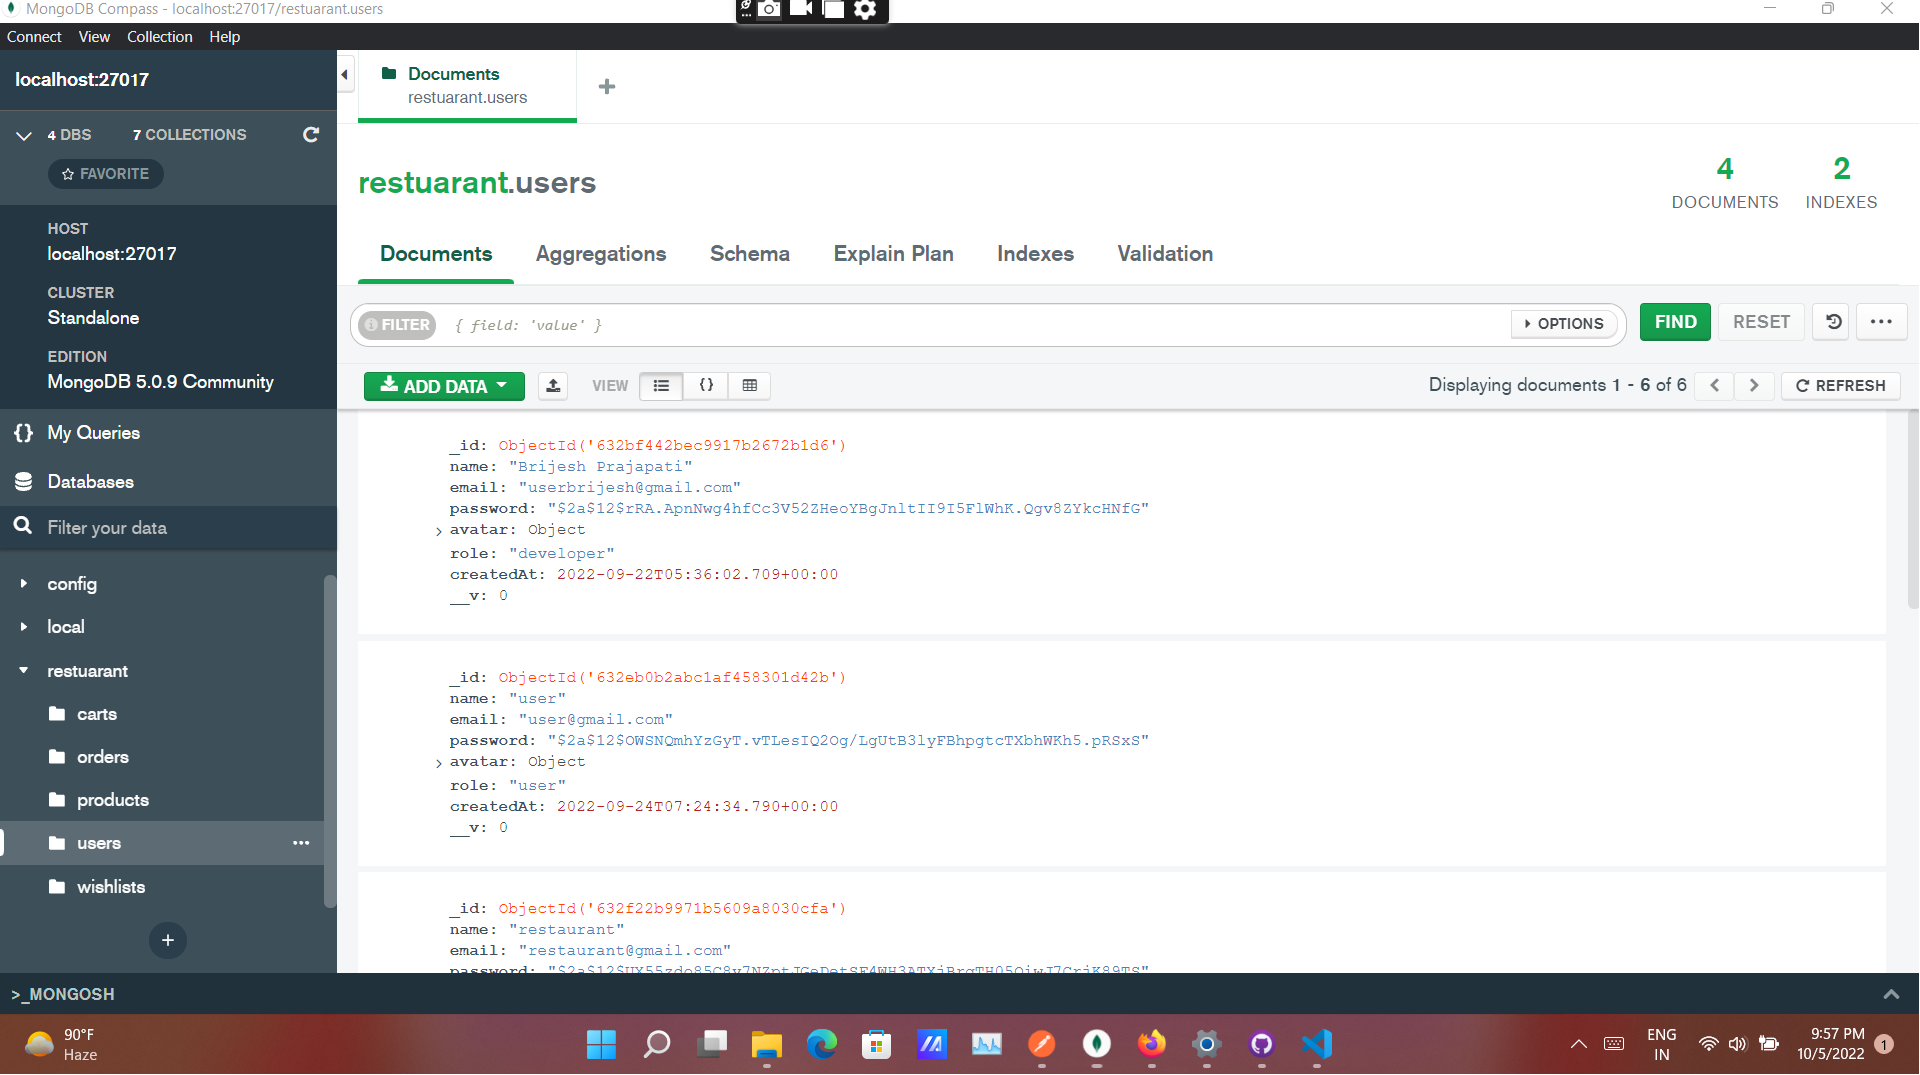 MongoDB Compass - localhost:27017/restuarant.users
Connect View Collection Help
localhost:27017
4 DBS 7 COLLECTIONS
FAVORITE
HOST
localhost:27017
CLUSTER
Standalone
EDITION
MongoDB 5.0.9 Community
{} My Queries
Databases
Filter your data
config
local
restuarant
carts
orders
products
users ...
wishlists
+
Documents
restuarant.users
+
restuarant.users
4
DOCUMENTS
2
INDEXES
Documents Aggregations Schema Explain Plan Indexes Validation
FILTER { field: 'value' } OPTIONS FIND RESET ...
ADD DATA VIEW {} Displaying documents 1 - 6 of 6 < > REFRESH
_id: ObjectId('632bf442bec9917b2672b1d6')
name: "Brijesh Prajapati"
email: "userbrijesh@gmail.com"
password: "$2a$12$rRA.ApnNwg4hfCc3V52ZHeoYBgJnltII9I5FlWhK.Qgv8ZYkcHNfG"
> avatar: Object
role: "developer"
createdAt: 2022-09-22T05:36:02.709+00:00
__v: 0
_id: ObjectId('632eb0b2abc1af458301d42b')
name: "user"
email: "user@gmail.com"
password: "$2a$12$OWSNQmhYzGyT.vTLesIQ2Og/LgUtB3lyFBhpgtcTXbhWKh5.pRSxS"
> avatar: Object
role: "user"
createdAt: 2022-09-24T07:24:34.790+00:00
__v: 0
_id: ObjectId('632f22b9971b5609a8030cfa')
name: "restaurant"
email: "restaurant@gmail.com"
password:
>_MONGOSH
90°F
Haze
ENG
IN
9:57 PM
10/5/2022
1